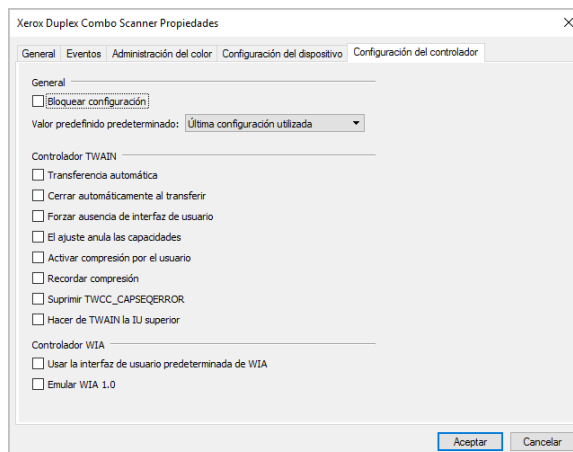 Xerox Duplex Combo Scanner Propiedades
General Eventos Administración del color Configuración del dispositivo Configuración del controlador
General
Bloquear configuración
Valor predefinido predeterminado: Última configuración utilizada
Controlador TWAIN
Transferencia automática
Cerrar automáticamente al transferir
Forzar ausencia de interfaz de usuario
El ajuste anula las capacidades
Activar compresión por el usuario
Recordar compresión
Suprimir TWCC_CAPSEQERROR
Hacer de TWAIN la IU superior
Controlador WIA
Usar la interfaz de usuario predeterminada de WIA
Emular WIA 1.0
Aceptar Cancelar